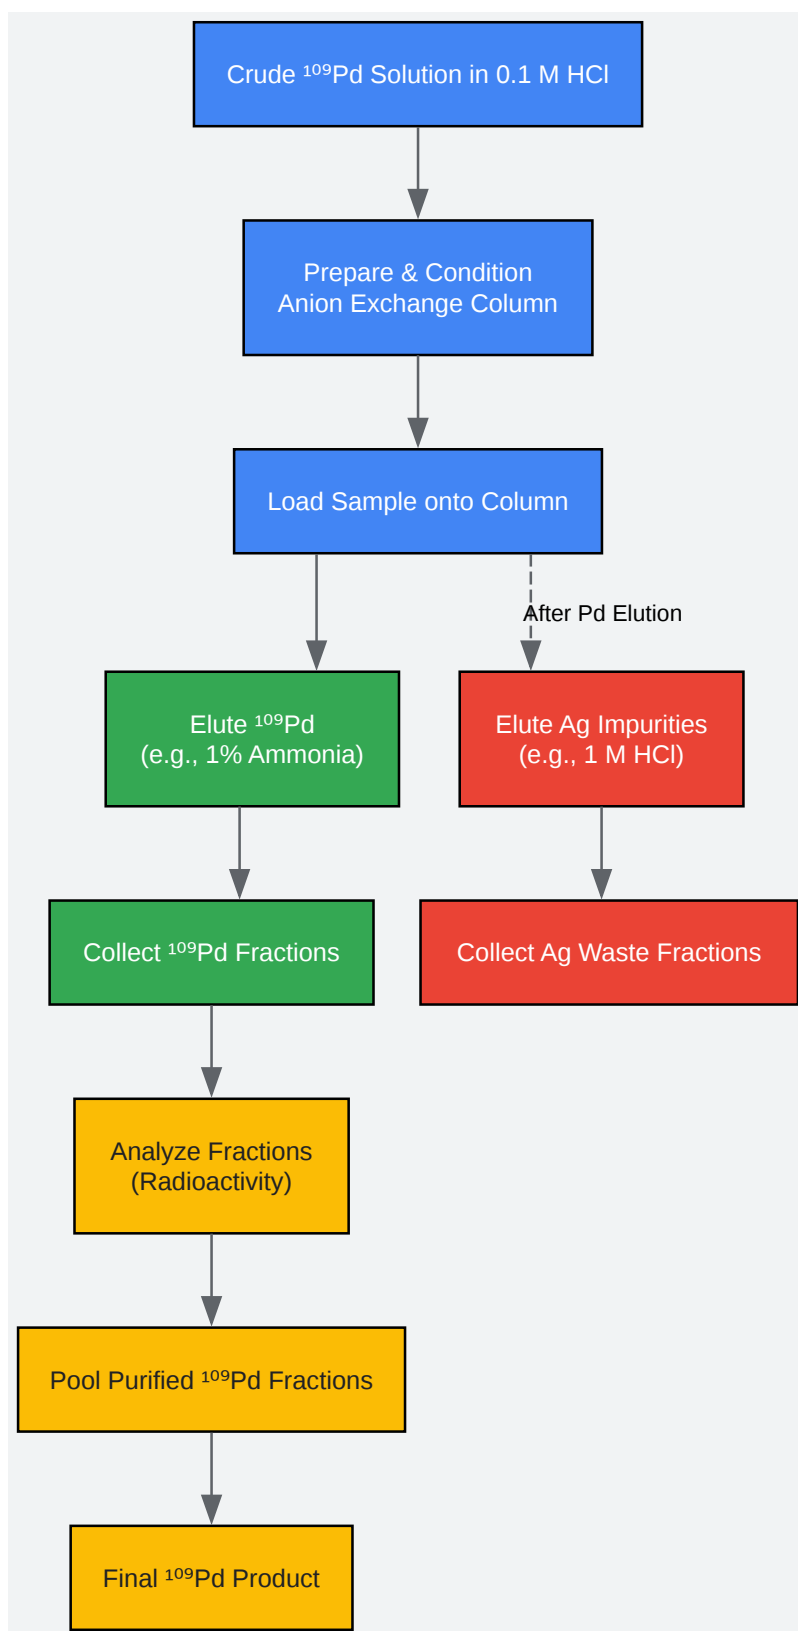 Crude ¹⁰⁹Pd Solution in 0.1 M HCl
Prepare & Condition
Anion Exchange Column
Load Sample onto Column
After Pd Elution
Elute ¹⁰⁹Pd
(e.g., 1% Ammonia)
Elute Ag Impurities
(e.g., 1 M HCl)
Collect ¹⁰⁹Pd Fractions
Collect Ag Waste Fractions
Analyze Fractions
(Radioactivity)
Pool Purified ¹⁰⁹Pd Fractions
Final ¹⁰⁹Pd Product